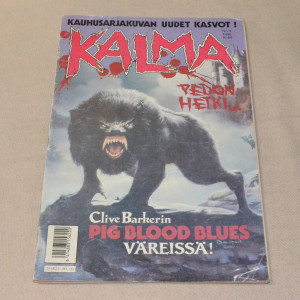 KAUHUSARJAKUVAN UUDET KASVOT!
KALMA
PEDON
HETKI...
Clive Barkerin
PIG BLOOD BLUES
VÄREISSÄ!